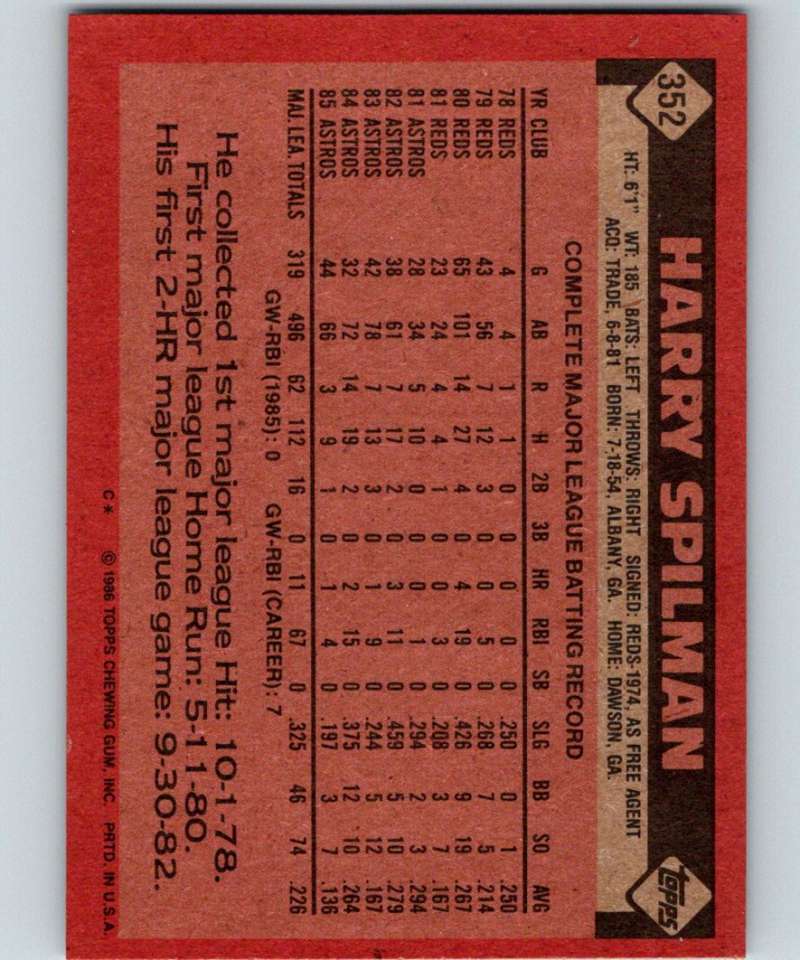 352
HARRY SPILMAN
topps
HT: 6'1" WT: 185 BATS: LEFT THROWS: RIGHT SIGNED: REDS-1974, AS FREE AGENT
ACQ: TRADE, 6-8-81 BORN: 7-18-54, ALBANY, GA. HOME: DAWSON, GA.
COMPLETE MAJOR LEAGUE BATTING RECORD
YR CLUB G AB R H 2B 3B HR RBI SB SLG BB SO AVG
78 REDS 4 4 1 1 0 0 0 0 0 .250 0 1 .250
79 REDS 43 56 7 12 3 0 0 5 0 .268 7 5 .214
80 REDS 65 101 14 27 4 0 4 19 0 .426 9 19 .267
81 REDS 23 24 4 4 1 0 0 3 0 .208 3 7 .167
81 ASTROS 28 34 5 10 0 0 0 1 0 .294 2 3 .294
82 ASTROS 38 61 7 17 2 0 3 11 0 .459 5 10 .279
83 ASTROS 42 78 7 13 3 0 1 9 0 .244 5 12 .167
84 ASTROS 32 72 14 19 2 0 2 15 0 .375 12 10 .264
85 ASTROS 44 66 3 9 1 0 1 4 0 .197 3 7 .136
MAJ. LEA. TOTALS 319 496 62 112 16 0 11 67 0 .325 46 74 .226
GW-RBI (1985): 0 GW-RBI (CAREER): 7
He collected 1st major league Hit: 10-1-78.
First major league Home Run: 5-11-80.
His first 2-HR major league game: 9-30-82.
C* © 1986 TOPPS CHEWING GUM, INC. PRTD. IN U.S.A.